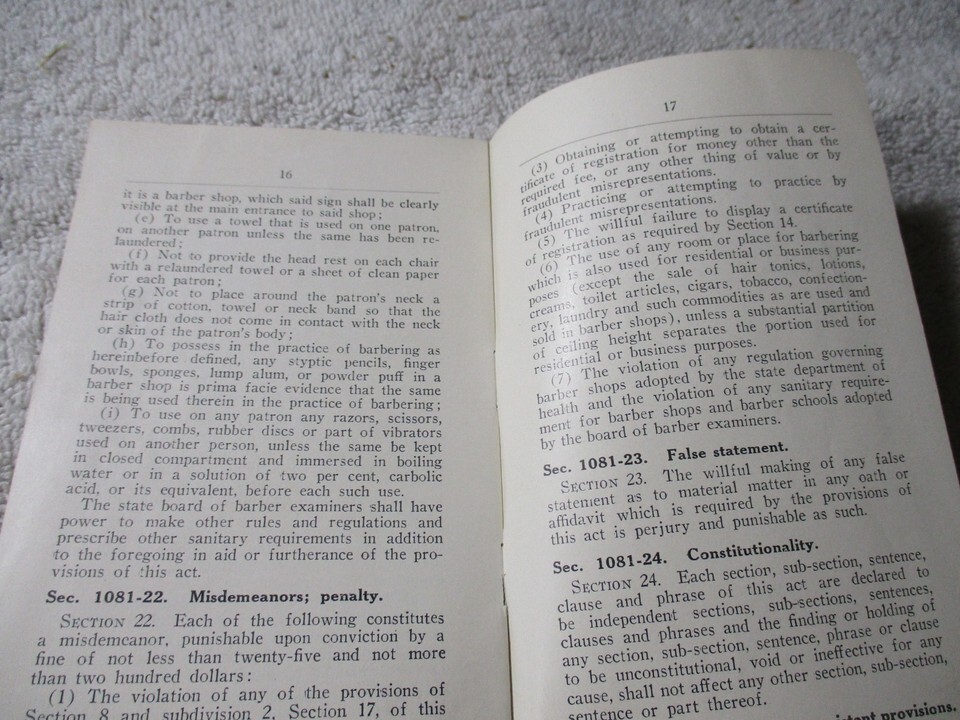 16
it is a barber shop, which said sign shall be clearly
visible at the main entrance to said shop;
(e) To use a towel that is used on one patron,
on another patron unless the same has been re-
laundered;
(f) Not to provide the head rest on each chair
with a relaundered towel or a sheet of clean paper
for each patron;
(g) Not to place around the patron's neck a
strip of cotton, towel or neck band so that the
hair cloth does not come in contact with the neck
or skin of the patron's body;
(h) To possess in the practice of barbering as
hereinbefore defined, any styptic pencils, finger
bowls, sponges, lump alum, or powder puff in a
barber shop is prima facie evidence that the same
is being used therein in the practice of barbering;
(i) To use on any patron any razors, scissors,
tweezers, combs, rubber discs or part of vibrators
used on another person, unless the same be kept
in closed compartment and immersed in boiling
water or in a solution of two per cent, carbolic
acid, or its equivalent, before each such use.
The state board of barber examiners shall have
power to make other rules and regulations and
prescribe other sanitary requirements in addition
to the foregoing in aid or furtherance of the pro-
visions of this act.
Sec. 1081-22. Misdemeanors; penalty.
SECTION 22. Each of the following constitutes
a misdemeanor, punishable upon conviction by a
fine of not less than twenty-five and not more
than two hundred dollars:
(1) The violation of any of the provisions of
Section 8 and subdivision 2, Section 17, of this
17
(3) Obtaining or attempting to obtain a cer-
tificate of registration for money other than the
required fee, or any other thing of value or by
fraudulent misrepresentations.
(4) Practicing or attempting to practice by
fraudulent misrepresentations.
(5) The willful failure to display a certificate
of registration as required by Section 14.
(6) The use of any room or place for barbering
which is also used for residential or business pur-
poses (except the sale of hair tonics, lotions,
creams, toilet articles, cigars, tobacco, confection-
ery, laundry and such commodities as are used and
sold in barber shops), unless a substantial partition
of ceiling height separates the portion used for
residential or business purposes.
(7) The violation of any regulation governing
barber shops adopted by the state department of
health and the violation of any sanitary require-
ment for barber shops and barber schools adopted
by the board of barber examiners.
Sec. 1081-23. False statement.
SECTION 23. The willful making of any false
statement as to material matter in any oath or
affidavit which is required by the provisions of
this act is perjury and punishable as such.
Sec. 1081-24. Constitutionality.
SECTION 24. Each section, sub-section, sentence,
clause and phrase of this act are declared to
be independent sections, sub-sections, sentences,
clauses and phrases and the finding or holding of
any section, sub-section, sentence, phrase or clause
to be unconstitutional, void or ineffective for any
cause, shall not affect any other section, sub-section,
sentence or part thereof.
provisions.